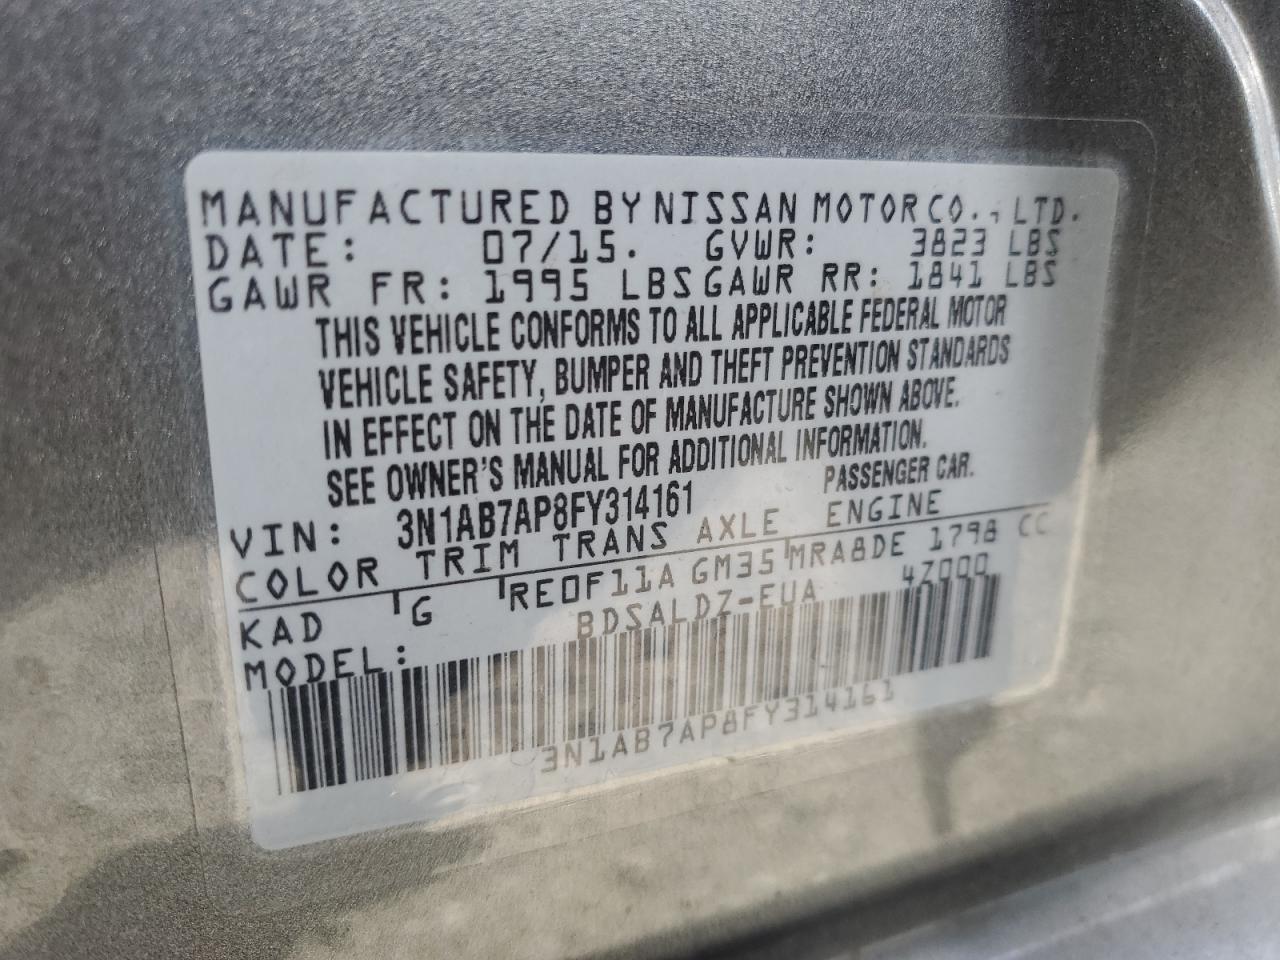 MANUFACTURED BY NISSAN MOTOR CO., LTD.
DATE: 07/15. GVWR: 3823 LBS
GAWR FR: 1995 LBS GAWR RR: 1841 LBS
THIS VEHICLE CONFORMS TO ALL APPLICABLE FEDERAL MOTOR
VEHICLE SAFETY, BUMPER AND THEFT PREVENTION STANDARDS
IN EFFECT ON THE DATE OF MANUFACTURE SHOWN ABOVE.
SEE OWNER'S MANUAL FOR ADDITIONAL INFORMATION.
VIN: 3N1AB7AP8FY314161 PASSENGER CAR.
COLOR TRIM TRANS AXLE ENGINE
KAD G RE0F11A GM35 MRA8DE 1798 CC
MODEL: BDSALDZ-EUA 47000
3N1AB7AP8FY314161